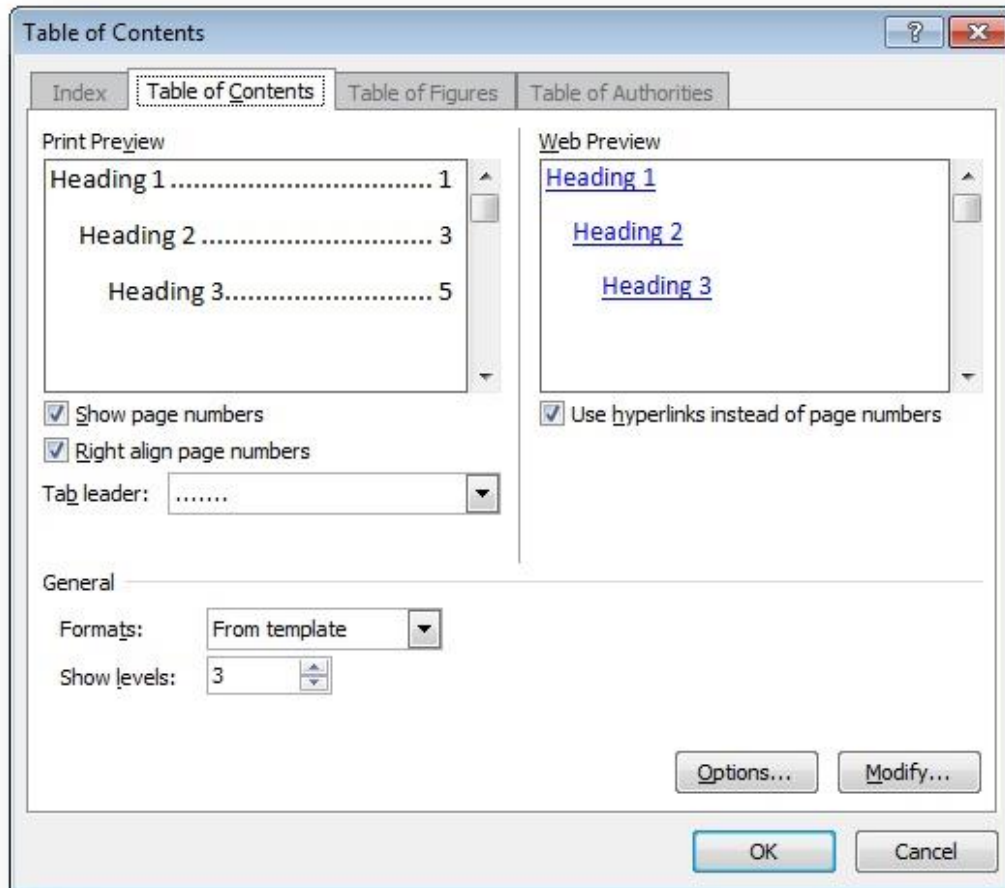 Table of Contents
Index Table of Contents Table of Figures Table of Authorities
Print Preview
Heading 1................................... 1
Heading 2............................... 3
Heading 3............................ 5
Show page numbers
Right align page numbers
Tab leader: .......
Web Preview
Heading 1
Heading 2
Heading 3
Use hyperlinks instead of page numbers
General
Formats: From template
Show levels: 3
Options... Modify...
OK Cancel